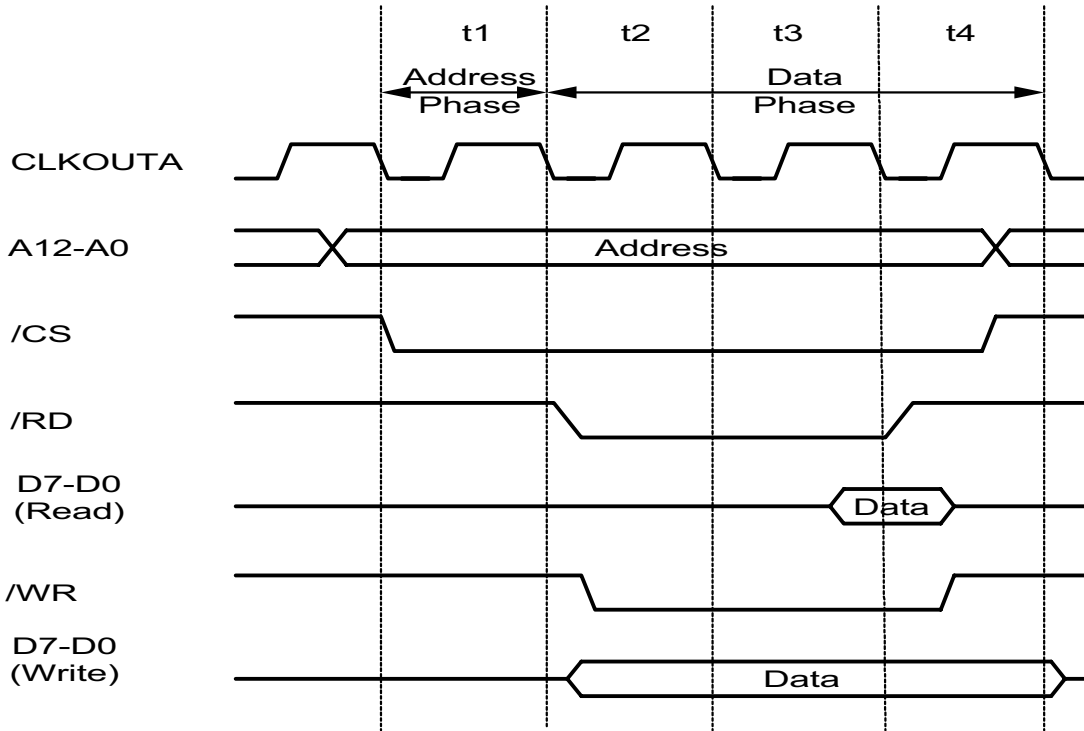 t1 t2 t3 t4
Address Data
Phase Phase
CLKOUTA
A12-A0 Address
/CS
/RD
D7-D0
(Read) Data
/WR
D7-D0
(Write) Data